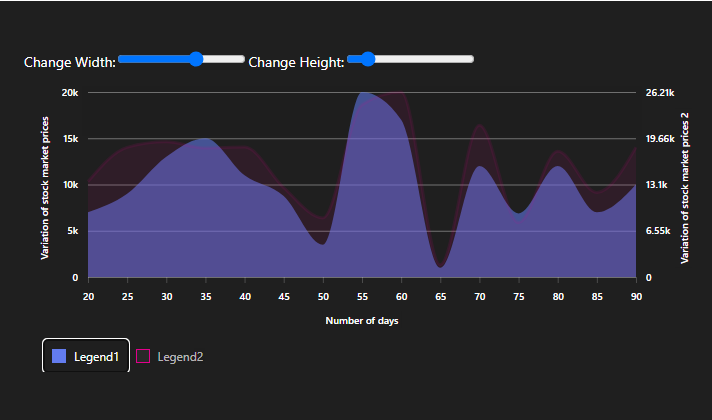 Change Width: Change Height:
20k 26.21k
15k 19.66k
10k 13.1k
5k 6.55k
0 0
Variation of stock market prices
Variation of stock market prices 2
20 25 30 35 40 45 50 55 60 65 70 75 80 85 90
Number of days
Legend1 Legend2